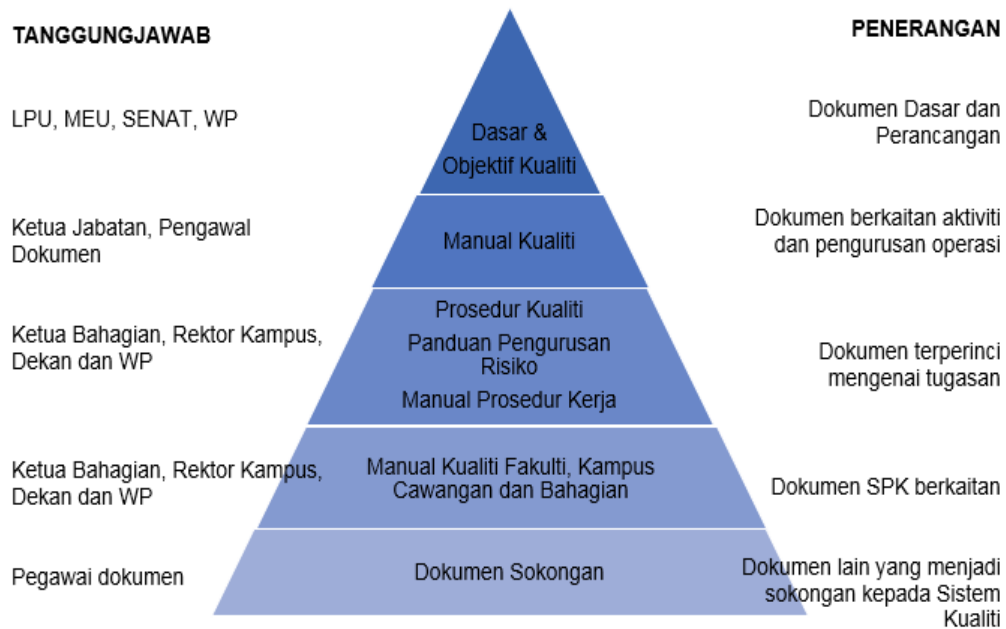 TANGGUNGJAWAB
PENERANGAN
LPU, MEU, SENAT, WP
Dasar &
Objektif Kualiti
Dokumen Dasar dan
Perancangan
Ketua Jabatan, Pengawal
Dokumen
Manual Kualiti
Dokumen berkaitan aktiviti
dan pengurusan operasi
Ketua Bahagian, Rektor Kampus,
Dekan dan WP
Prosedur Kualiti
Panduan Pengurusan
Risiko
Manual Prosedur Kerja
Dokumen terperinci
mengenai tugasan
Ketua Bahagian, Rektor Kampus,
Dekan dan WP
Manual Kualiti Fakulti, Kampus
Cawangan dan Bahagian
Dokumen SPK berkaitan
Pegawai dokumen
Dokumen Sokongan
Dokumen lain yang menjadi
sokongan kepada Sistem
Kualiti